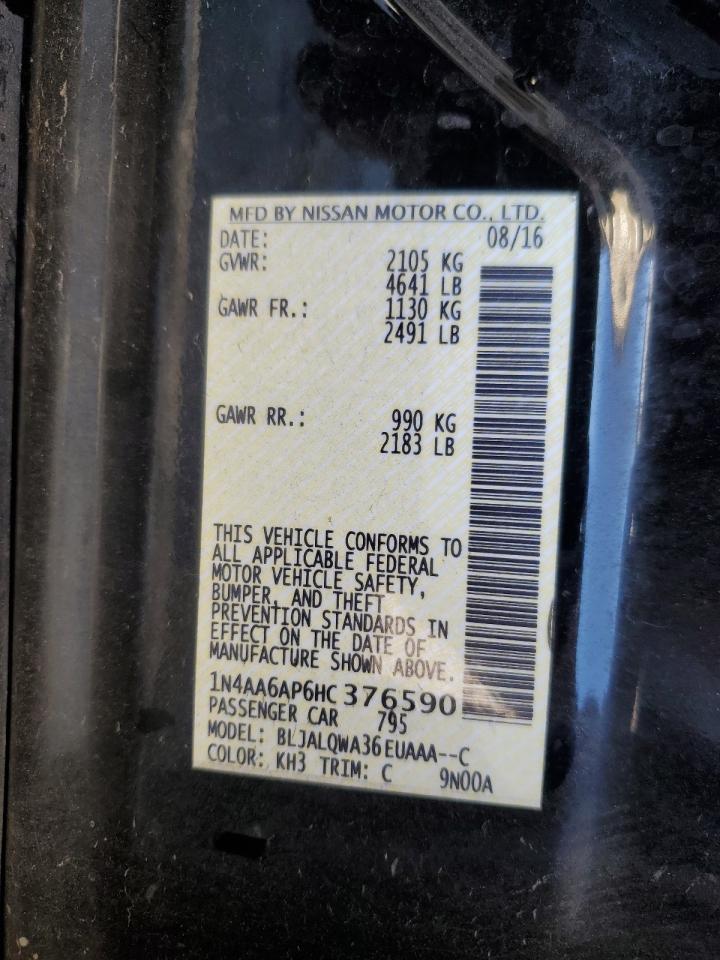 MFD BY NISSAN MOTOR CO., LTD.
DATE: 08/16
GVWR: 2105 KG
4641 LB
GAWR FR.: 1130 KG
2491 LB
GAWR RR.: 990 KG
2183 LB
THIS VEHICLE CONFORMS TO
ALL APPLICABLE FEDERAL
MOTOR VEHICLE SAFETY,
BUMPER, AND THEFT
PREVENTION STANDARDS IN
EFFECT ON THE DATE OF
MANUFACTURE SHOWN ABOVE.
1N4AA6AP6HC 376590
PASSENGER CAR 795
MODEL: BLJALQWA36EUAAA--C
COLOR: KH3 TRIM: C 9N00A